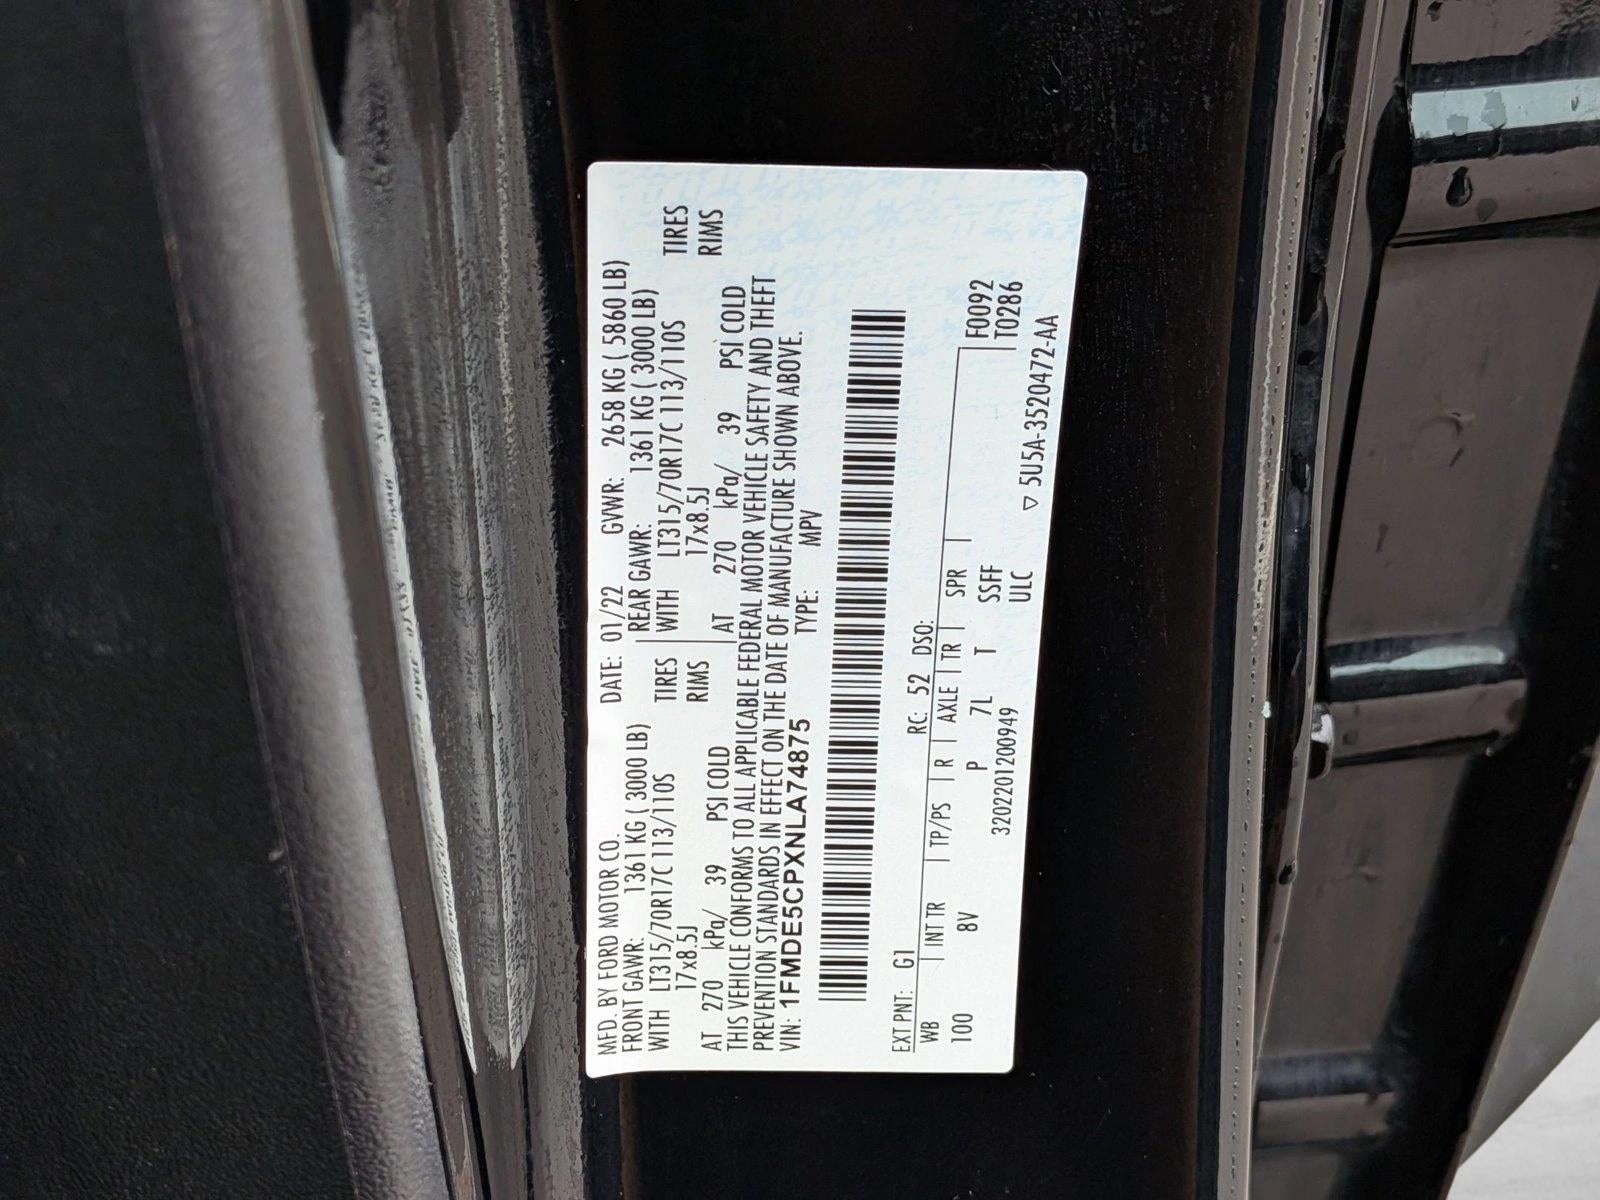 MFD. BY FORD MOTOR CO.
DATE: 01/22 GVWR: 2658 KG ( 5860 LB)
FRONT GAWR: 1361 KG ( 3000 LB) REAR GAWR: 1361 KG ( 3000 LB)
WITH LT315/70R17C 113/110S TIRES WITH LT315/70R17C 113/110S TIRES
17x8.5J RIMS 17x8.5J RIMS
AT 270 kPa/ 39 PSI COLD AT 270 kPa/ 39 PSI COLD
THIS VEHICLE CONFORMS TO ALL APPLICABLE FEDERAL MOTOR VEHICLE SAFETY AND THEFT
PREVENTION STANDARDS IN EFFECT ON THE DATE OF MANUFACTURE SHOWN ABOVE.
VIN: 1FMDE5CPXNLA74875 TYPE: MPV
EXT PNT: G1 RC: 52 DSO:
WB INT TR TP/PS R AXLE TR SPR F0092
100 8V P 7L T SSFF T0286
3202201200949 ULC
▽ 5U5A-3520472-AA